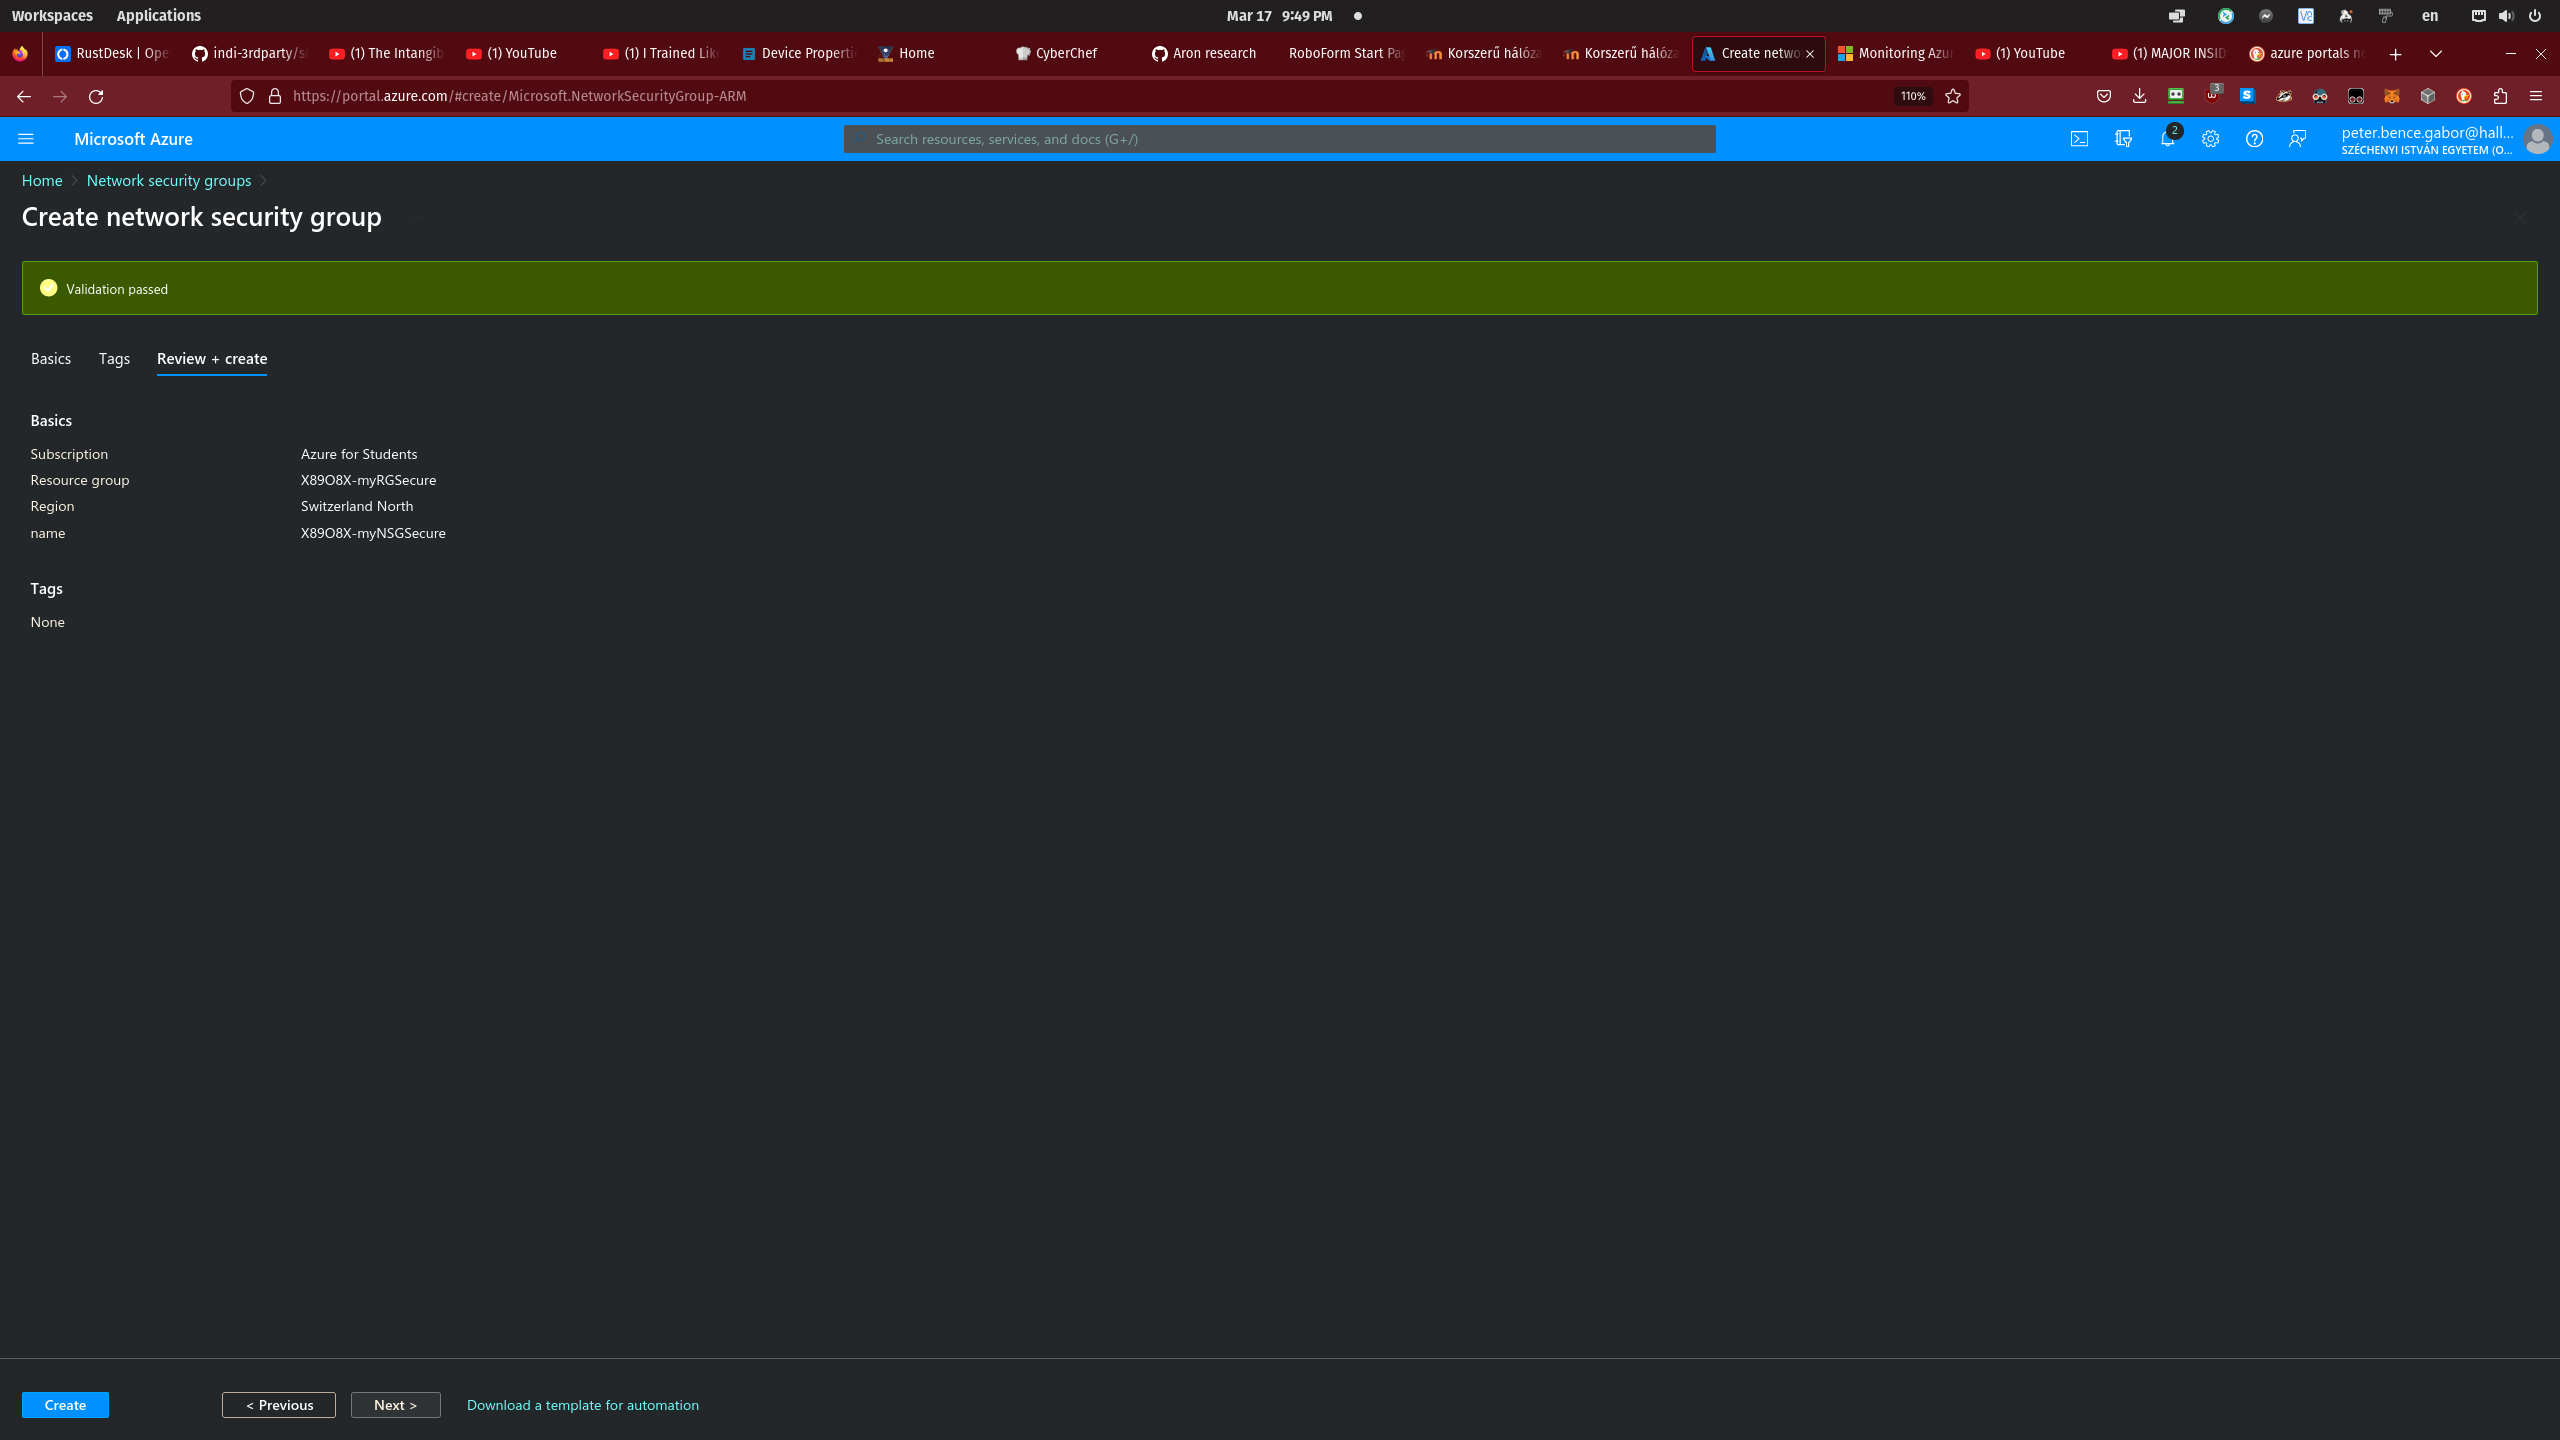 Workspaces Applications Mar 17 9:49 PM en
RustDesk | Ope indi-3rdparty/s (1) The Intangib (1) YouTube (1) I Trained Lik Device Properti Home CyberChef Aron research RoboForm Start Pa Korszerű hálóza Korszerű hálóza Create netwo Monitoring Azur (1) YouTube (1) MAJOR INSID azure portals n
https://portal.azure.com/#create/Microsoft.NetworkSecurityGroup-ARM 110% 3
Microsoft Azure Search resources, services, and docs (G+/) 2 peter.bence.gabor@hall...
SZÉCHENYI ISTVÁN EGYETEM (O...
Home > Network security groups >
Create network security group
Validation passed
Basics Tags Review + create
Basics
Subscription Azure for Students
Resource group X89O8X-myRGSecure
Region Switzerland North
name X89O8X-myNSGSecure
Tags
None
Create < Previous Next > Download a template for automation